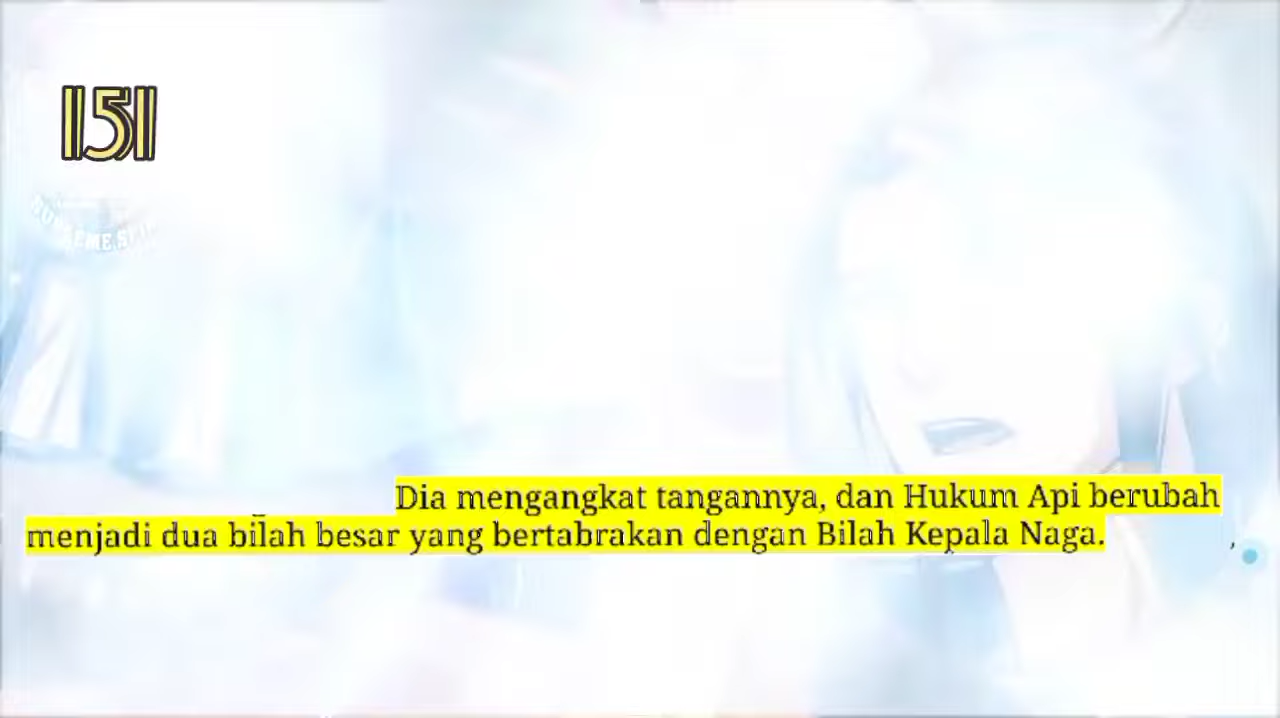 151
Dia mengangkat tangannya, dan Hukum Api berubah
menjadi dua bilah besar yang bertabrakan dengan Bilah Kepala Naga.